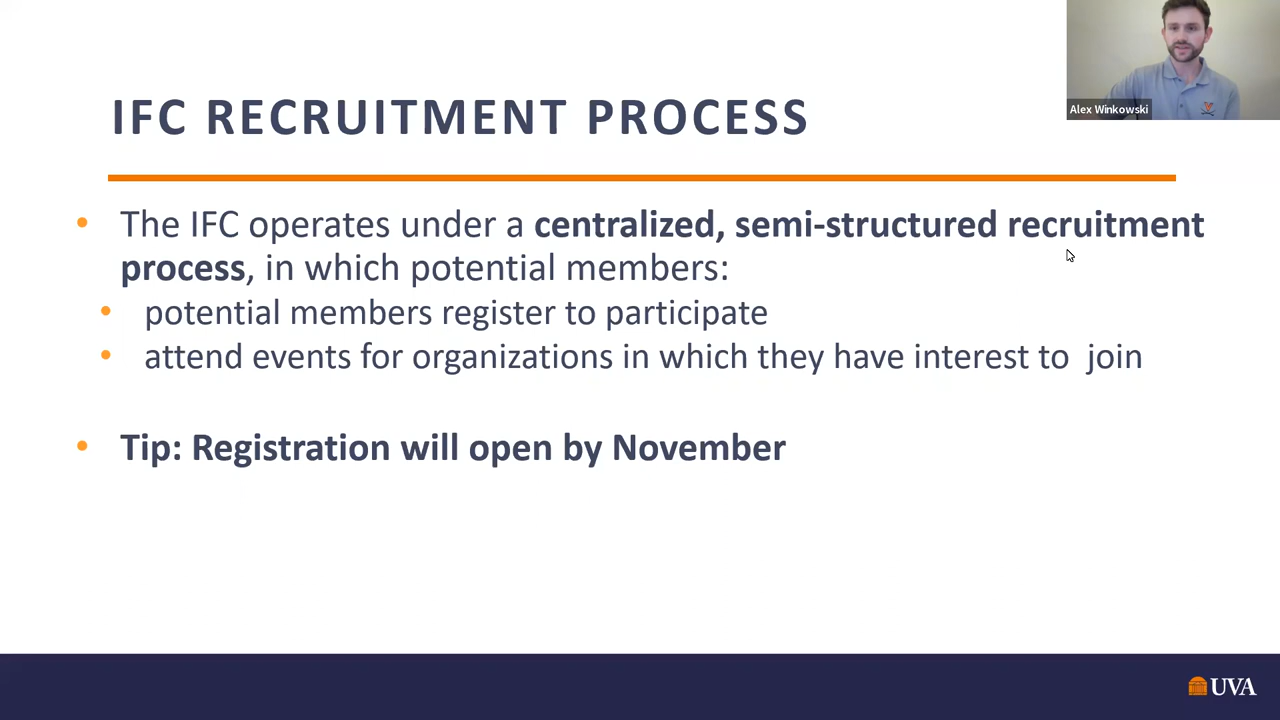 Alex Winkowski
IFC RECRUITMENT PROCESS
• The IFC operates under a centralized, semi-structured recruitment
process, in which potential members:
• potential members register to participate
• attend events for organizations in which they have interest to  join
• Tip: Registration will open by November
UVA